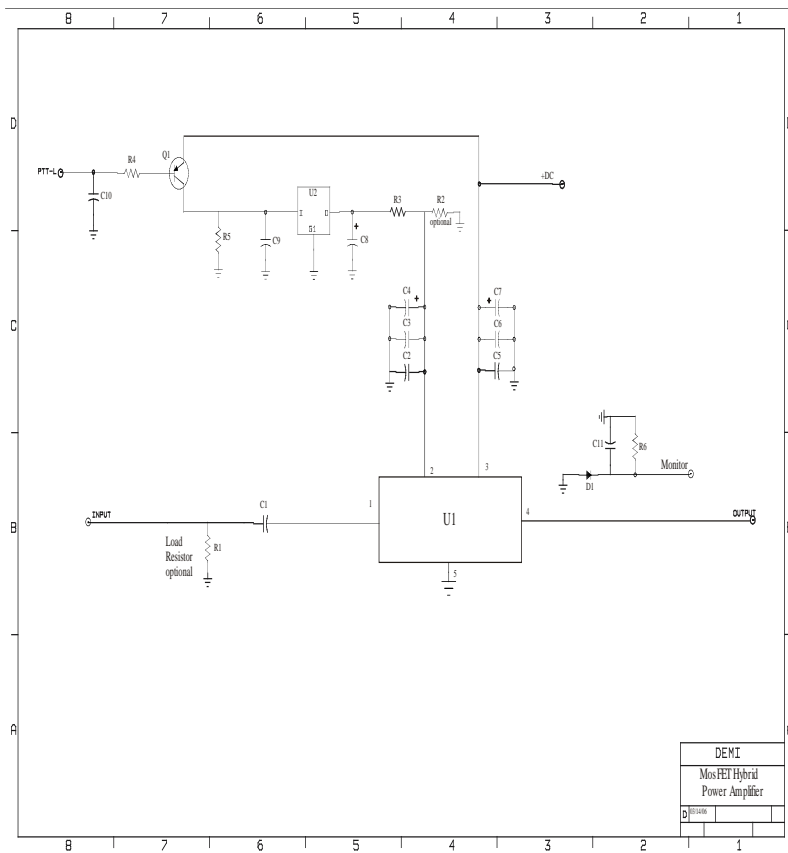 8 7 6 5 4 3 2 1
D
PTT-L
C10
R4
Q1
R5
C9
U2
I O
G1
C8
R3
R2
optional
+DC
C
C4
C3
C2
C7
C6
C5
C11
R6
Monitor
D1
B
INPUT
Load
Resistor
optional
R1
C1
1
2
3
U1
4
5
OUTPUT
A
DEMI
MosFET Hybrid
Power Amplifier
D 03/14/06
8 7 6 5 4 3 2 1